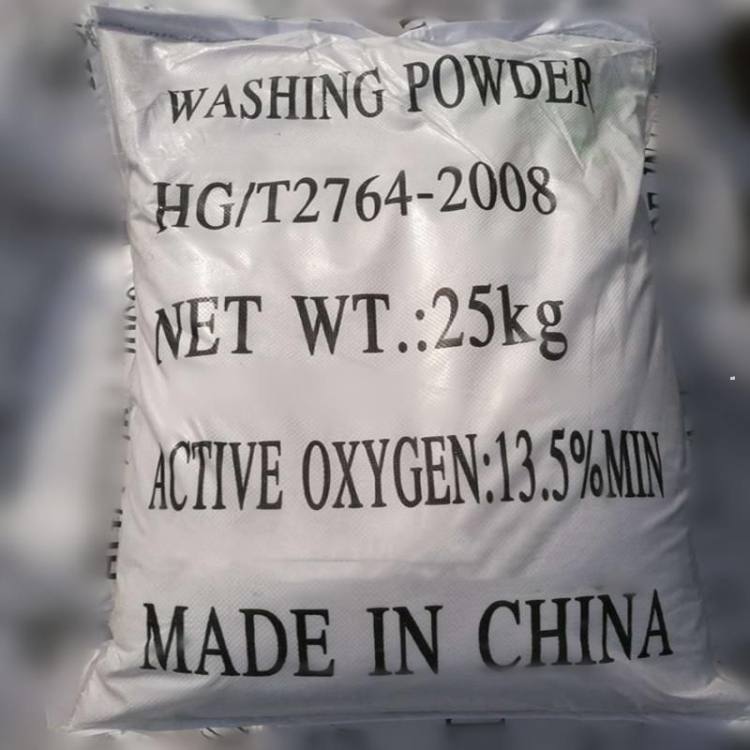 WASHING POWDER
HG/T2764-2008
NET WT.:25kg
ACTIVE OXYGEN:13.5%MIN
MADE IN CHINA